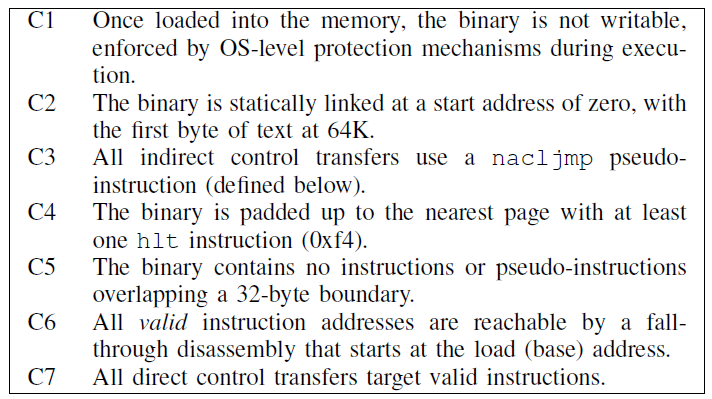 C1 Once loaded into the memory, the binary is not writable,
enforced by OS-level protection mechanisms during execu-
tion.
C2 The binary is statically linked at a start address of zero, with
the first byte of text at 64K.
C3 All indirect control transfers use a nacljmp pseudo-
instruction (defined below).
C4 The binary is padded up to the nearest page with at least
one hlt instruction (0xf4).
C5 The binary contains no instructions or pseudo-instructions
overlapping a 32-byte boundary.
C6 All valid instruction addresses are reachable by a fall-
through disassembly that starts at the load (base) address.
C7 All direct control transfers target valid instructions.